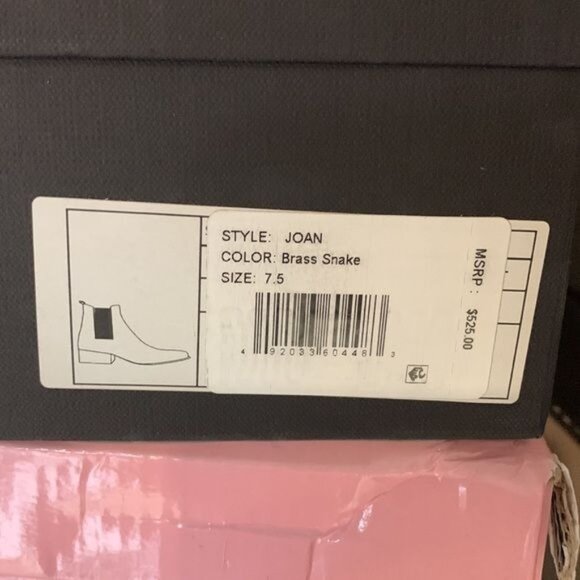 STYLE: JOAN
COLOR: Brass Snake
SIZE: 7.5
4 92033 60448 3
MSRP: $525.00